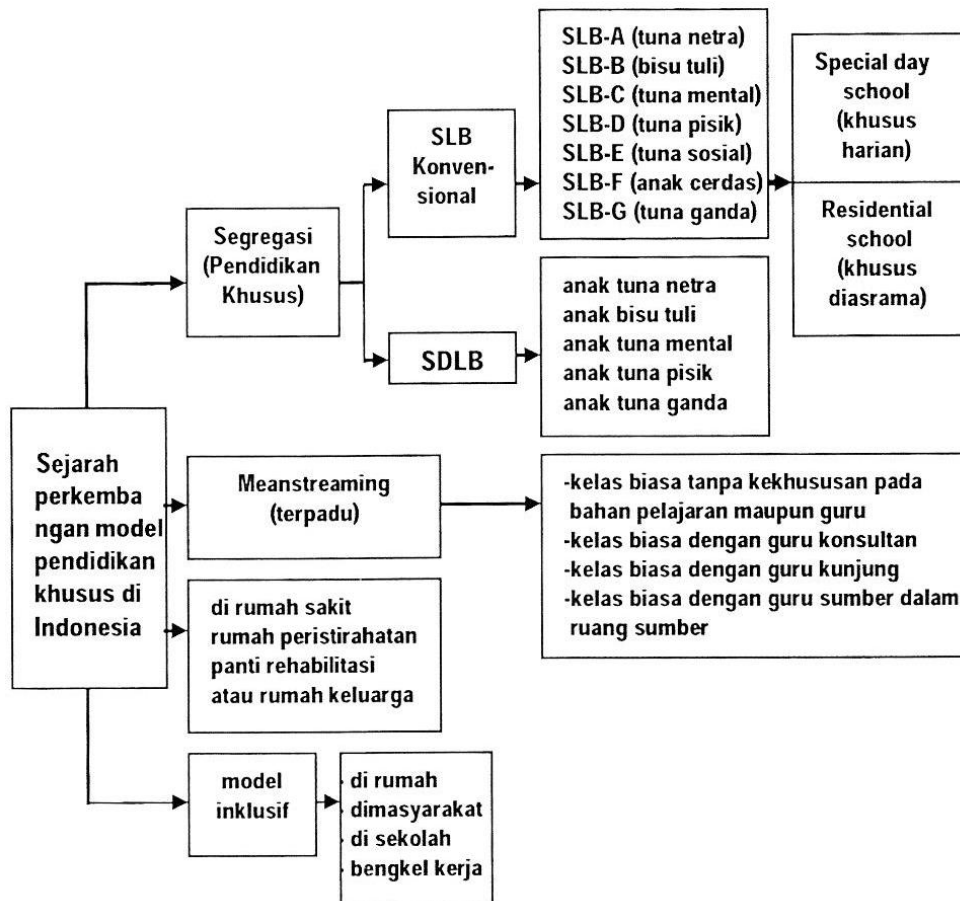 Sejarah
perkemba
ngan model
pendidikan
khusus di
Indonesia
Segregasi
(Pendidikan
Khusus)
SLB
Konven-
sional
SLB-A (tuna netra)
SLB-B (bisu tuli)
SLB-C (tuna mental)
SLB-D (tuna pisik)
SLB-E (tuna sosial)
SLB-F (anak cerdas)
SLB-G (tuna ganda)
Special day
school
(khusus
harian)
Residential
school
(khusus
diasrama)
SDLB
anak tuna netra
anak bisu tuli
anak tuna mental
anak tuna pisik
anak tuna ganda
Meanstreaming
(terpadu)
-kelas biasa tanpa kekhususan pada
bahan pelajaran maupun guru
-kelas biasa dengan guru konsultan
-kelas biasa dengan guru kunjung
-kelas biasa dengan guru sumber dalam
ruang sumber
di rumah sakit
rumah peristirahatan
panti rehabilitasi
atau rumah keluarga
model
inklusif
di rumah
dimasyarakat
di sekolah
bengkel kerja